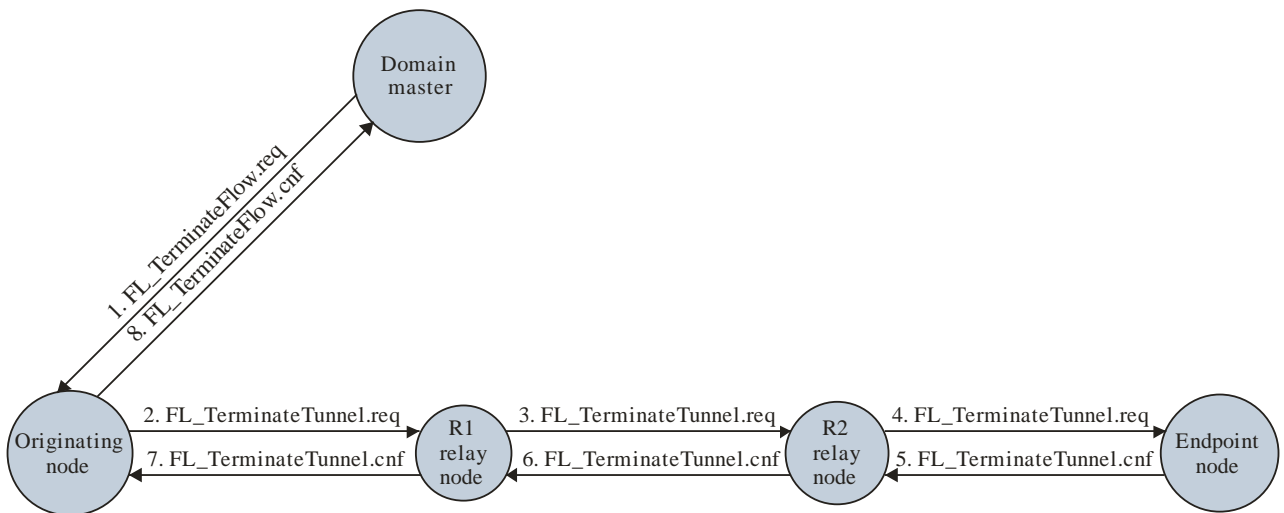 Domain
master
1. FL_TerminateFlow.req
8. FL_TerminateFlow.cnf
Originating
node
2. FL_TerminateTunnel.req
7. FL_TerminateTunnel.cnf
R1
relay
node
3. FL_TerminateTunnel.req
6. FL_TerminateTunnel.cnf
R2
relay
node
4. FL_TerminateTunnel.req
5. FL_TerminateTunnel.cnf
Endpoint
node